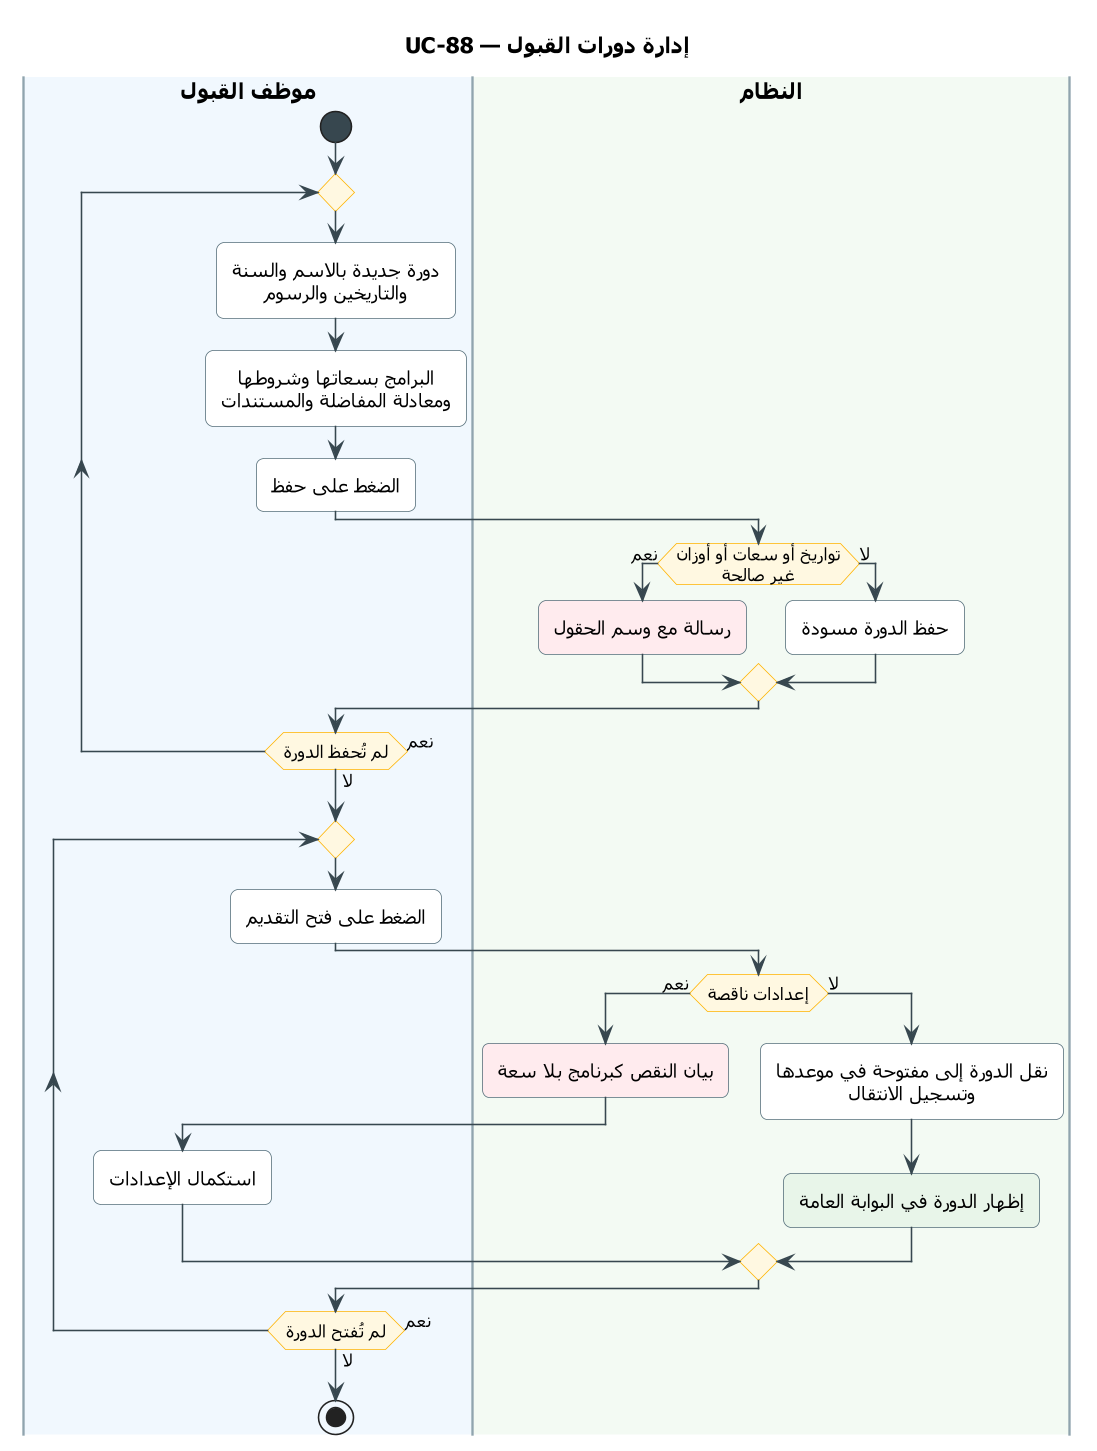 إدارة دورات القبول — UC-88
موظف القبول
النظام
دورة جديدة بالاسم والسنة
والتاريخين والرسوم
البرامج بسعاتها وشروطها
ومعادلة المفاضلة والمستندات
الضغط على حفظ
تواريخ أو سعات أو أوزان
غير صالحة
نعم
لا
رسالة مع وسم الحقول
حفظ الدورة مسودة
لم تُحفظ الدورة
نعم
لا
الضغط على فتح التقديم
إعدادات ناقصة
نعم
لا
بيان النقص كبرنامج بلا سعة
نقل الدورة إلى مفتوحة في موعدها
وتسجيل الانتقال
استكمال الإعدادات
إظهار الدورة في البوابة العامة
لم تُفتح الدورة
نعم
لا